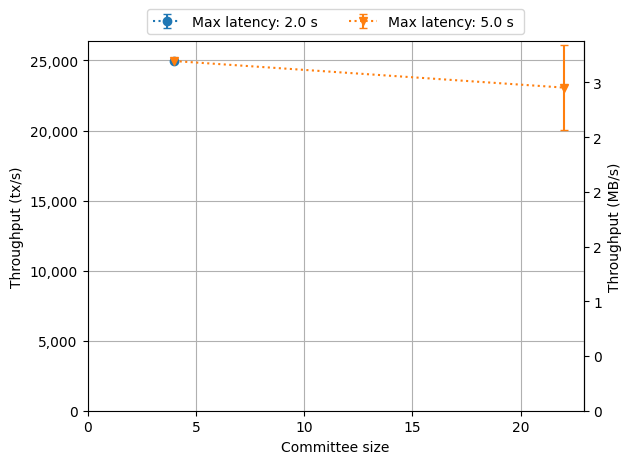 Max latency: 2.0 s Max latency: 5.0 s
25,000
20,000
15,000
10,000
5,000
0
Throughput (tx/s)
3
2
2
2
1
0
0
Throughput (MB/s)
0 5 10 15 20
Committee size